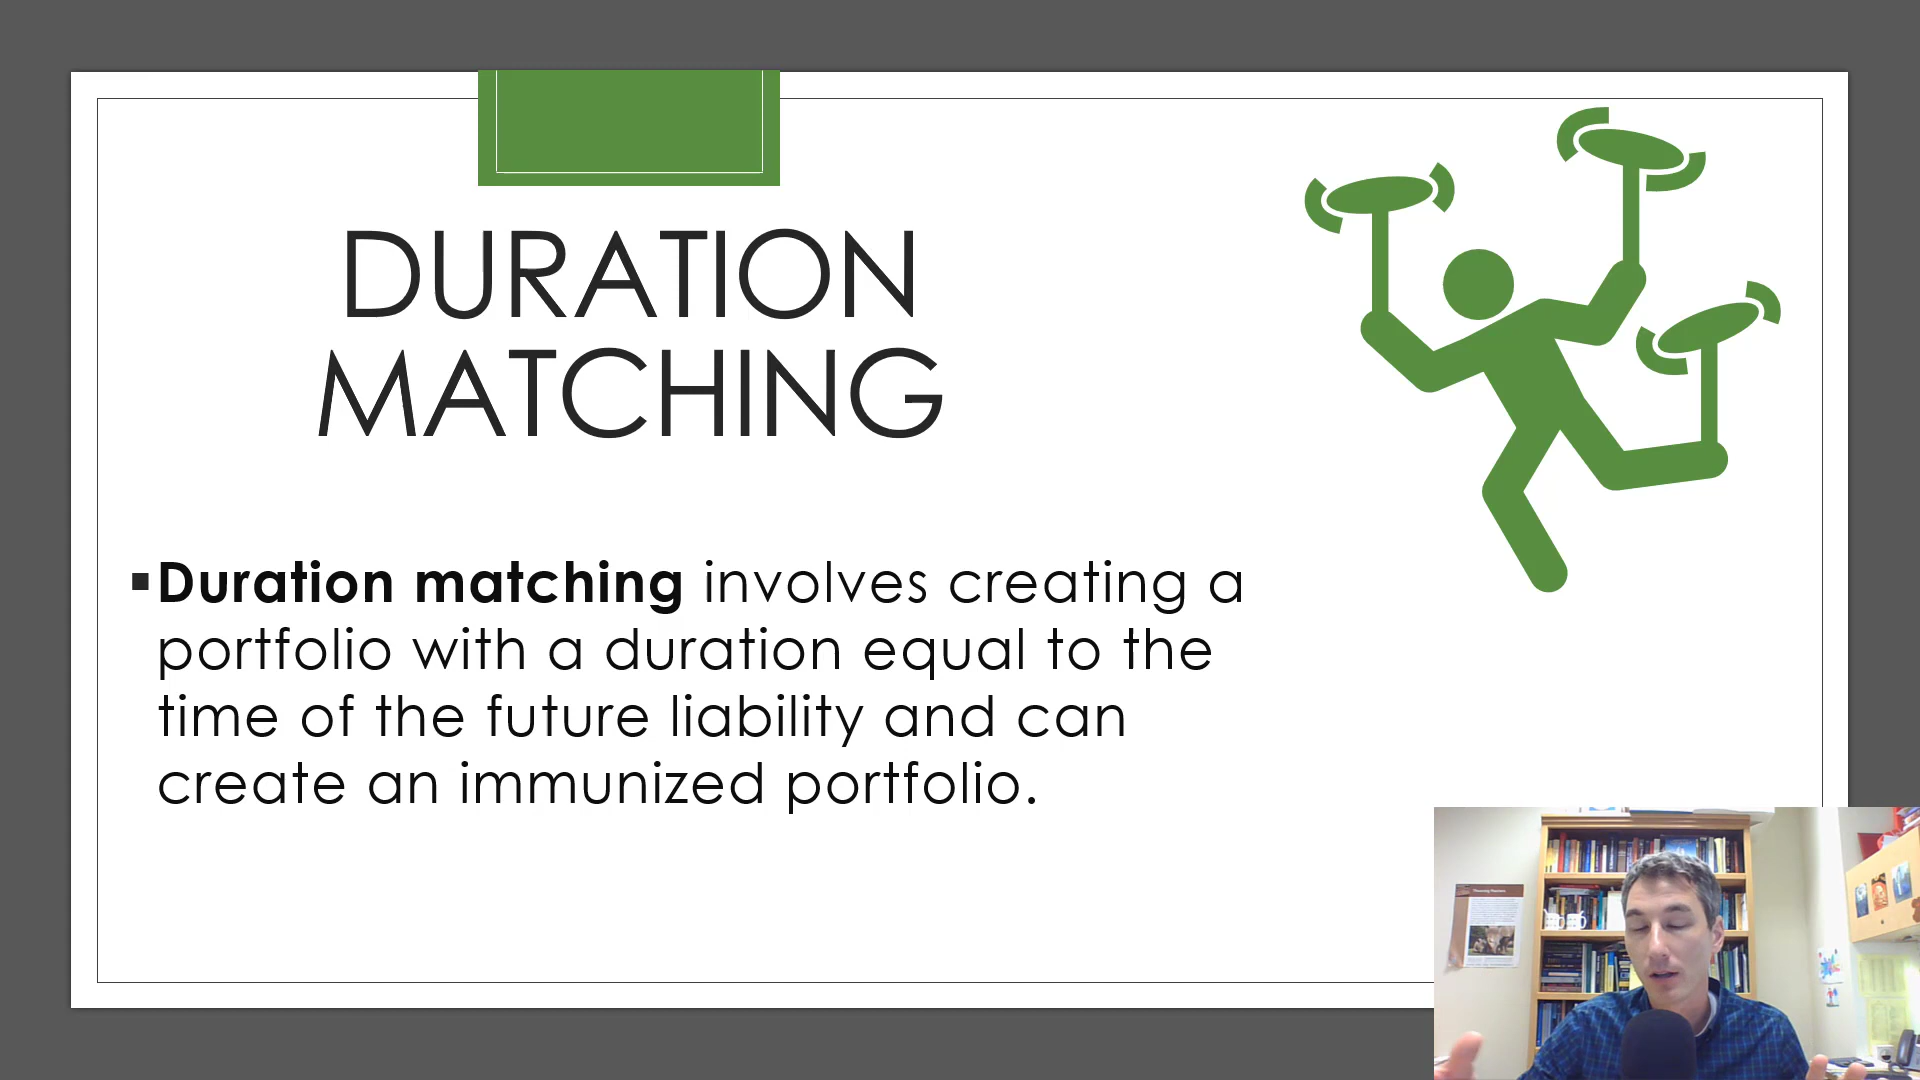 DURATION
MATCHING
▪Duration matching involves creating a
portfolio with a duration equal to the
time of the future liability and can
create an immunized portfolio.